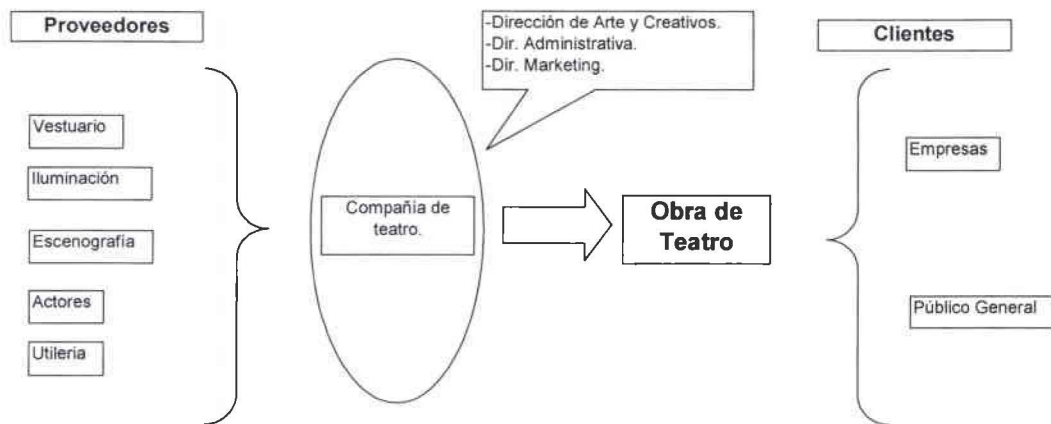 Proveedores
-Dirección de Arte y Creativos.
-Dir. Administrativa.
-Dir. Marketing.
Clientes
Vestuario
Iluminación
Escenografía
Actores
Utileria
Compañia de
teatro.
Obra de
Teatro
Empresas
Público General